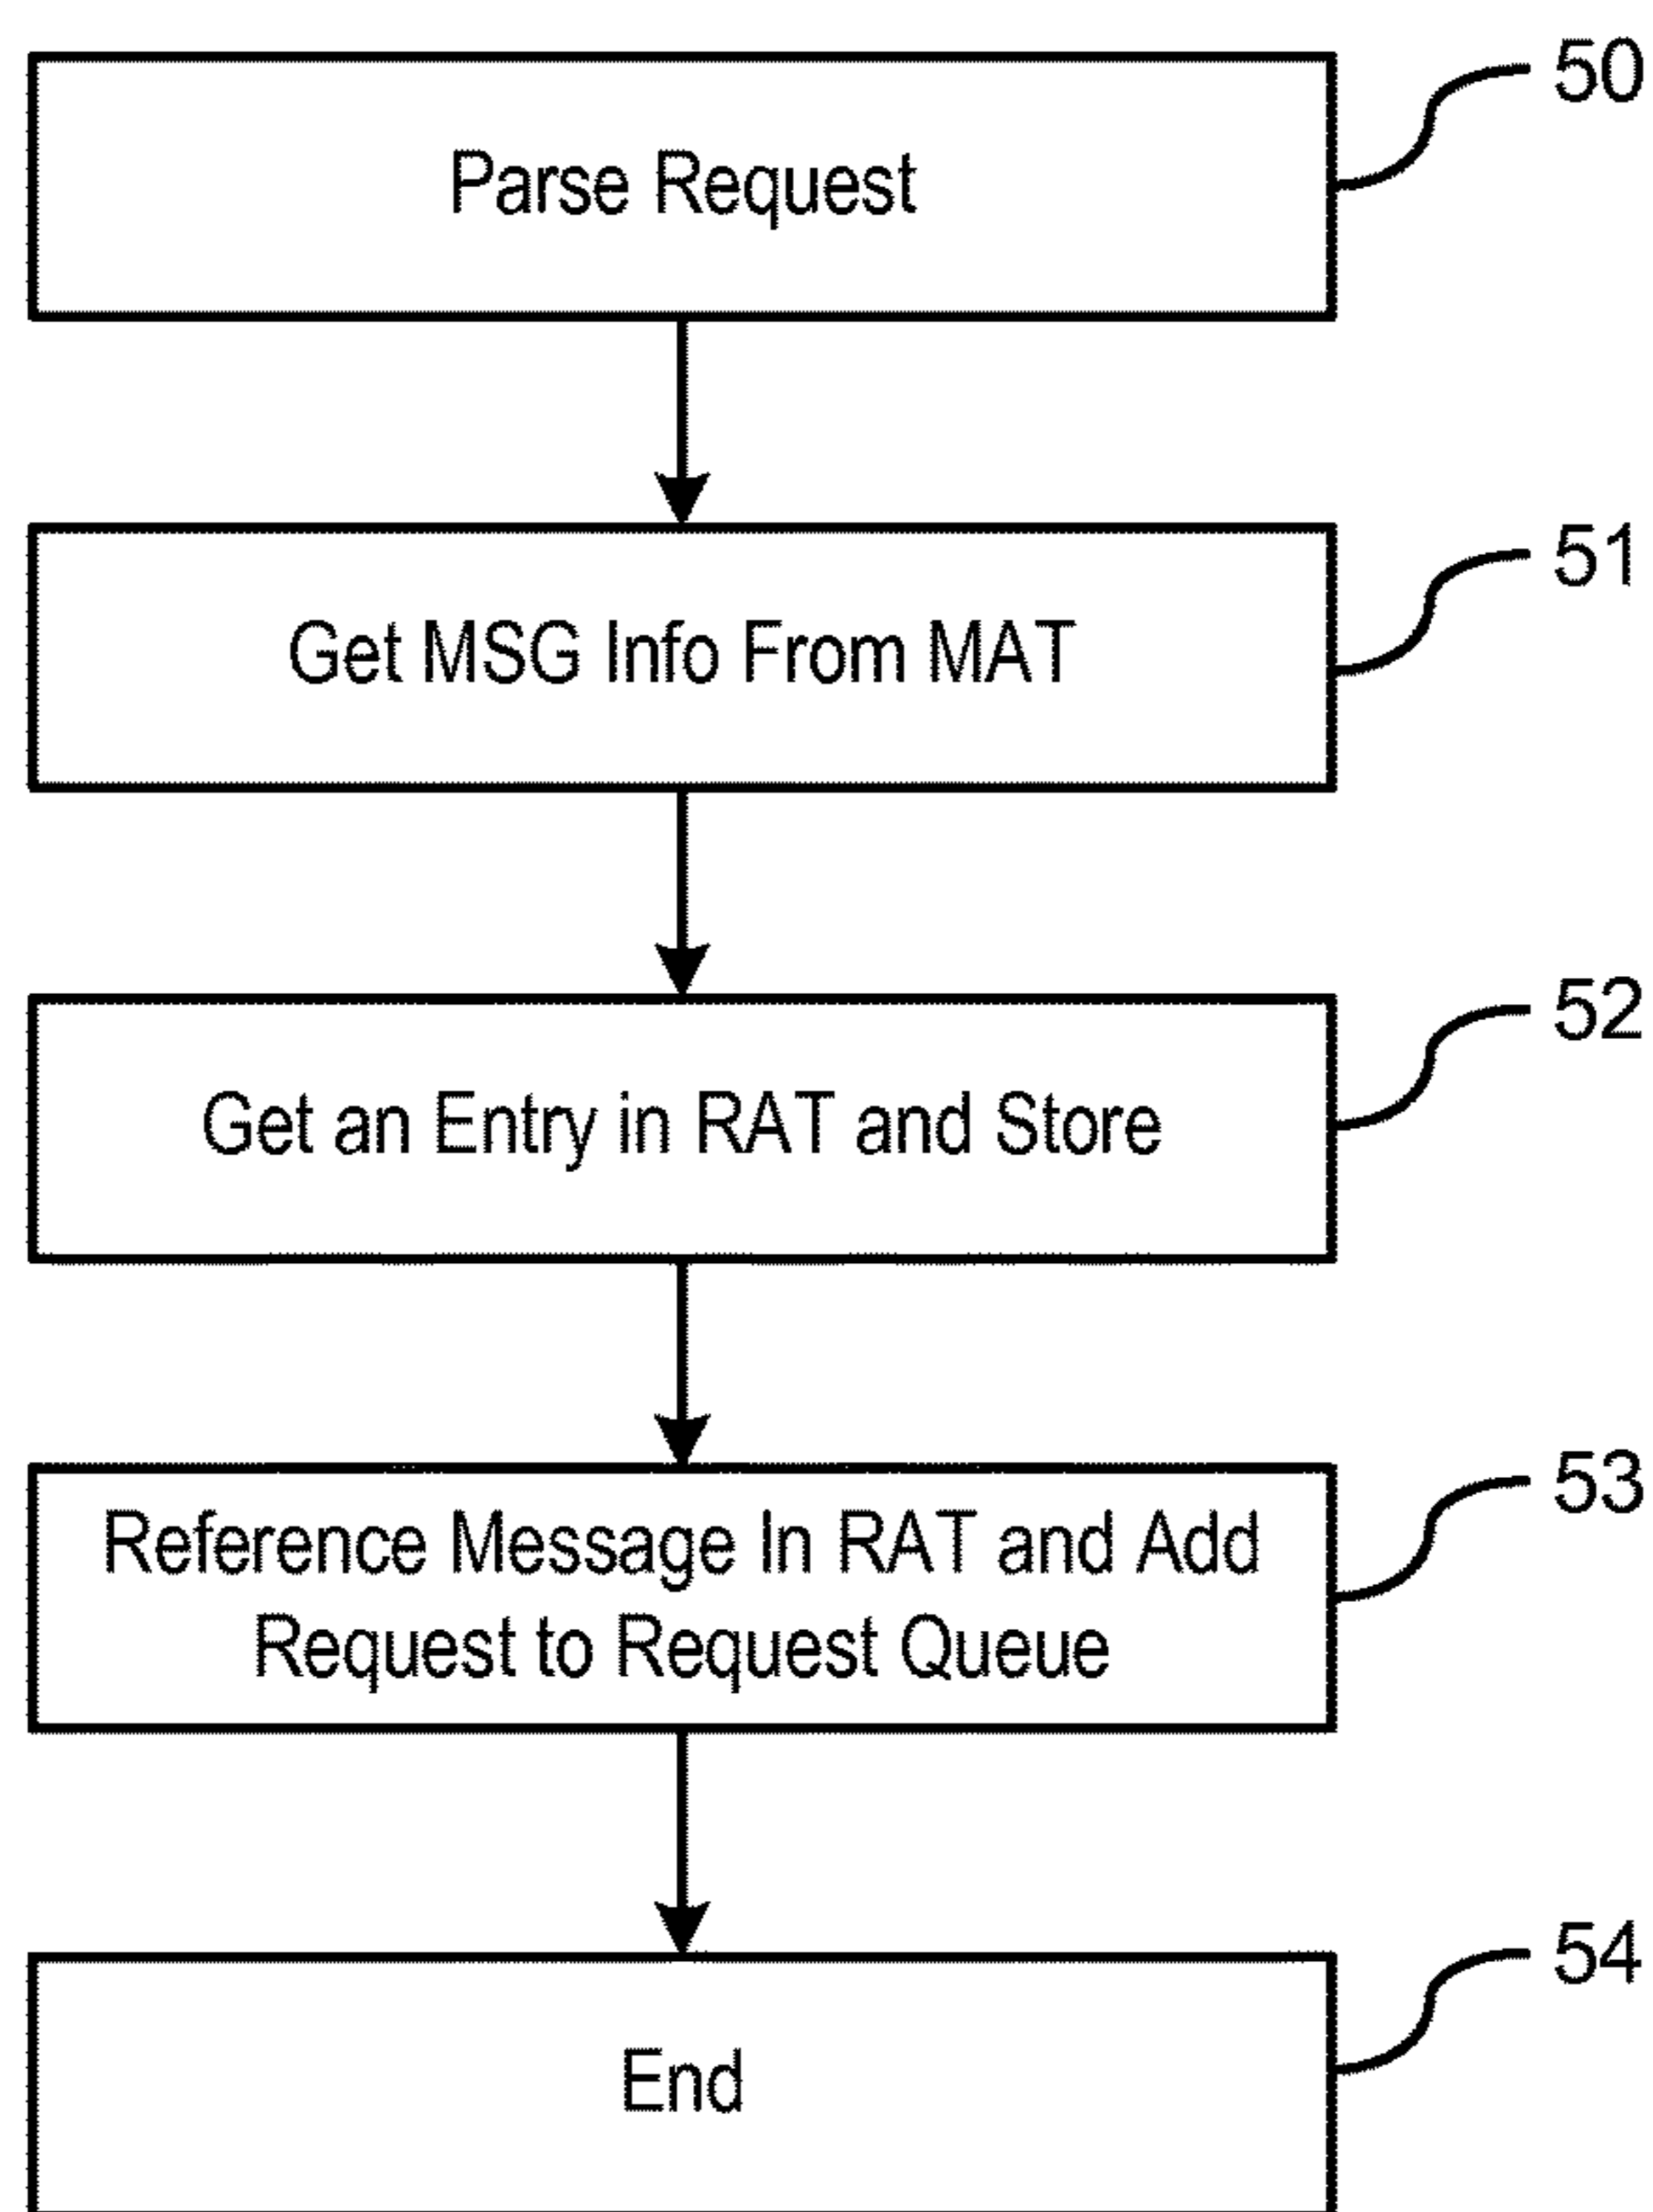 50
Parse Request
51
Get MSG Info From MAT
52
Get an Entry in RAT and Store
53
Reference Message In RAT and Add
Request to Request Queue
54
End